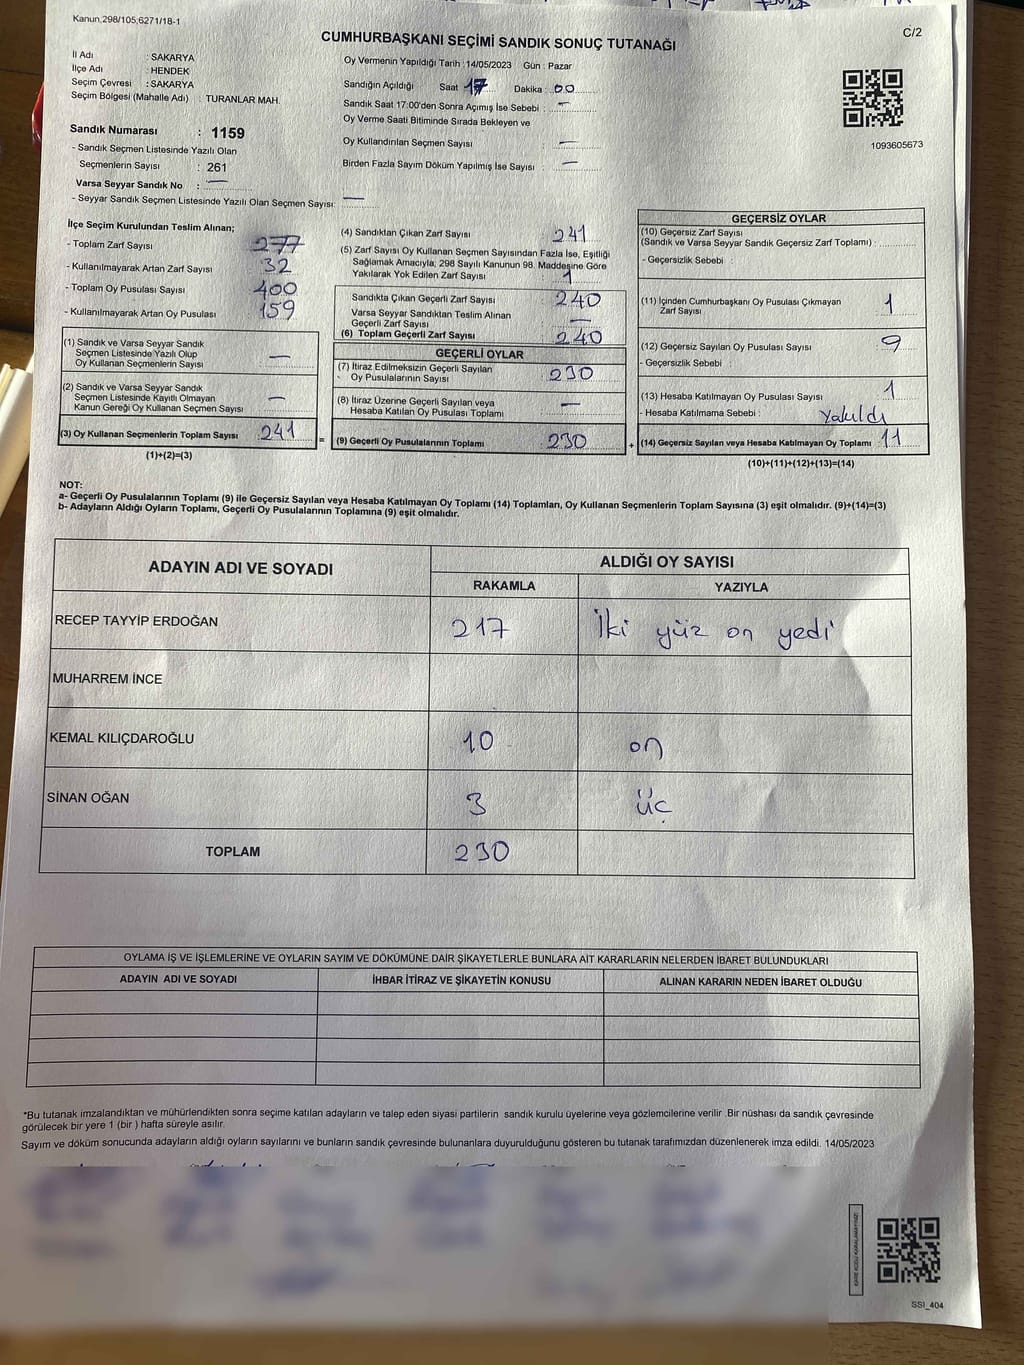 Kanun,298/105;6271/18-1
C/2
CUMHURBAŞKANI SEÇİMİ SANDIK SONUÇ TUTANAĞI
İl Adı : SAKARYA
İlçe Adı : HENDEK
Seçim Çevresi : SAKARYA
Seçim Bölgesi (Mahalle Adı) : TURANLAR MAH.
Sandık Numarası : 1159
- Sandık Seçmen Listesinde Yazılı Olan
Seçmenlerin Sayısı : 261
Varsa Seyyar Sandık No : —
- Seyyar Sandık Seçmen Listesinde Yazılı Olan Seçmen Sayısı: —
Oy Vermenin Yapıldığı Tarih :14/05/2023 Gün : Pazar
Sandığın Açıldığı Saat 17 Dakika : 00
Sandık Saat 17:00'den Sonra Açımış İse Sebebi : —
Oy Verme Saati Bitiminde Sırada Bekleyen ve
Oy Kullandırılan Seçmen Sayısı : —
Birden Fazla Sayım Döküm Yapılmış İse Sayısı : —
1093605673
İlçe Seçim Kurulundan Teslim Alınan;
- Toplam Zarf Sayısı 277
- Kullanılmayarak Artan Zarf Sayısı 32
- Toplam Oy Pusulası Sayısı 400
- Kullanılmayarak Artan Oy Pusulası 159
(1) Sandık ve Varsa Seyyar Sandık
Seçmen Listesinde Yazılı Olup
Oy Kullanan Seçmenlerin Sayısı : —
(2) Sandık ve Varsa Seyyar Sandık
Seçmen Listesinde Kayıtlı Olmayan
Kanun Gereği Oy Kullanan Seçmen Sayısı —
(3) Oy Kullanan Seçmenlerin Toplam Sayısı 241 =
(1)+(2)=(3)
(4) Sandıktan Çıkan Zarf Sayısı : 241
(5) Zarf Sayısı Oy Kullanan Seçmen Sayısından Fazla İse, Eşitliği
Sağlamak Amacıyla, 298 Sayılı Kanunun 98. Maddesine Göre
Yakılarak Yok Edilen Zarf Sayısı : 1
Sandıkta Çıkan Geçerli Zarf Sayısı : 240
Varsa Seyyar Sandıktan Teslim Alınan
Geçerli Zarf Sayısı : —
(6) Toplam Geçerli Zarf Sayısı : 240
GEÇERLİ OYLAR
(7) İtiraz Edilmeksizin Geçerli Sayılan
Oy Pusulalarının Sayısı : 230
(8) İtiraz Üzerine Geçerli Sayılan veya
Hesaba Katılan Oy Pusulası Toplamı : —
(9) Geçerli Oy Pusulalarının Toplamı : 230 +
GEÇERSİZ OYLAR
(10) Geçersiz Zarf Sayısı
(Sandık ve Varsa Seyyar Sandık Geçersiz Zarf Toplamı) :
- Geçersizlik Sebebi :
(11) İçinden Cumhurbaşkanı Oy Pusulası Çıkmayan
Zarf Sayısı : 1
(12) Geçersiz Sayılan Oy Pusulası Sayısı : 9
- Geçersizlik Sebebi :
(13) Hesaba Katılmayan Oy Pusulası Sayısı : 1
- Hesaba Katılmama Sebebi : Yakıldı
(14) Geçersiz Sayılan veya Hesaba Katılmayan Oy Toplamı : 11
(10)+(11)+(12)+(13)=(14)
NOT:
a- Geçerli Oy Pusulalarının Toplamı (9) ile Geçersiz Sayılan veya Hesaba Katılmayan Oy Toplamı (14) Toplamları, Oy Kullanan Seçmenlerin Toplam Sayısına (3) eşit olmalıdır. (9)+(14)=(3)
b- Adayların Aldığı Oyların Toplamı, Geçerli Oy Pusulalarının Toplamına (9) eşit olmalıdır.
ADAYIN ADI VE SOYADI
ALDIĞI OY SAYISI
RAKAMLA YAZIYLA
RECEP TAYYİP ERDOĞAN 217 İki yüz on yedi
MUHARREM İNCE
KEMAL KILIÇDAROĞLU 10 on
SİNAN OĞAN 3 üç
TOPLAM 230
OYLAMA İŞ VE İŞLEMLERİNE VE OYLARIN SAYIM VE DÖKÜMÜNE DAİR ŞİKAYETLERLE BUNLARA AİT KARARLARIN NELERDEN İBARET BULUNDUKLARI
ADAYIN ADI VE SOYADI İHBAR İTİRAZ VE ŞİKAYETİN KONUSU ALINAN KARARIN NEDEN İBARET OLDUĞU
*Bu tutanak imzalandıktan ve mühürlendikten sonra seçime katılan adayların ve talep eden siyasi partilerin sandık kurulu üyelerine veya gözlemcilerine verilir .Bir nüshası da sandık çevresinde
görülecek bir yere 1 (bir ) hafta süreyle asılır.
Sayım ve döküm sonucunda adayların aldığı oyların sayılarını ve bunların sandık çevresinde bulunanlara duyurulduğunu gösteren bu tutanak tarafımızdan düzenlenerek imza edildi. 14/05/2023
KARE KODU KARALAMAYINIZ!
SSI_404